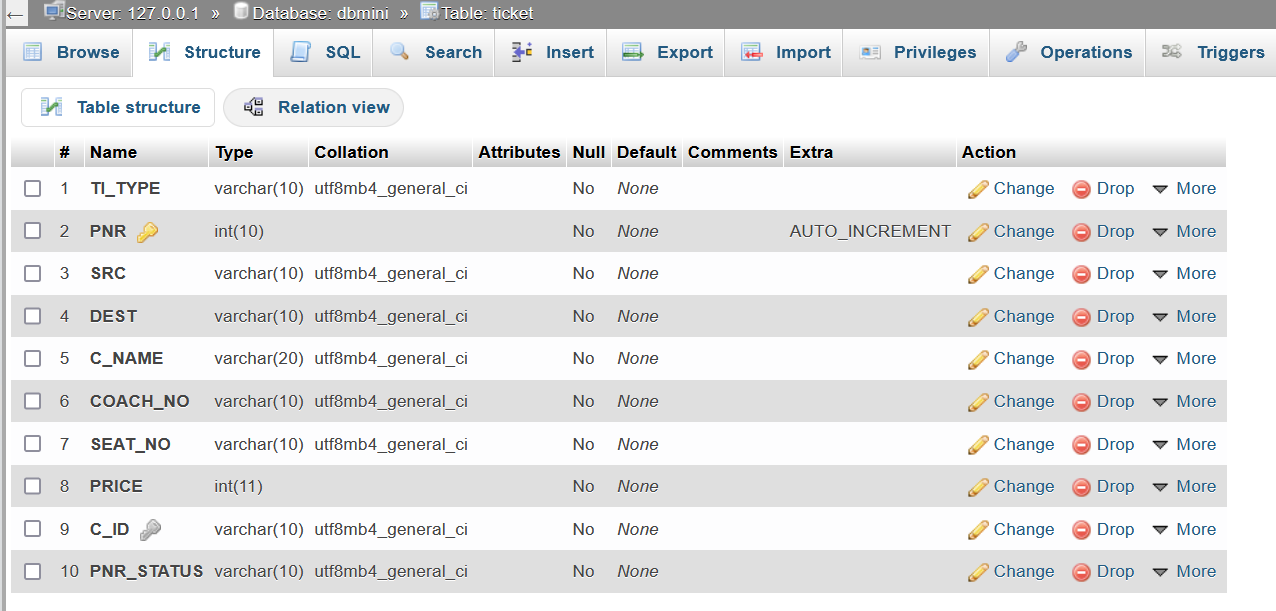 ← Server: 127.0.0.1 » Database: dbmini » Table: ticket
Browse Structure SQL Search Insert Export Import Privileges Operations Triggers
Table structure Relation view
# Name Type Collation Attributes Null Default Comments Extra Action
1 TI_TYPE varchar(10) utf8mb4_general_ci No None Change Drop More
2 PNR int(10) No None AUTO_INCREMENT Change Drop More
3 SRC varchar(10) utf8mb4_general_ci No None Change Drop More
4 DEST varchar(10) utf8mb4_general_ci No None Change Drop More
5 C_NAME varchar(20) utf8mb4_general_ci No None Change Drop More
6 COACH_NO varchar(10) utf8mb4_general_ci No None Change Drop More
7 SEAT_NO varchar(10) utf8mb4_general_ci No None Change Drop More
8 PRICE int(11) No None Change Drop More
9 C_ID varchar(10) utf8mb4_general_ci No None Change Drop More
10 PNR_STATUS varchar(10) utf8mb4_general_ci No None Change Drop More